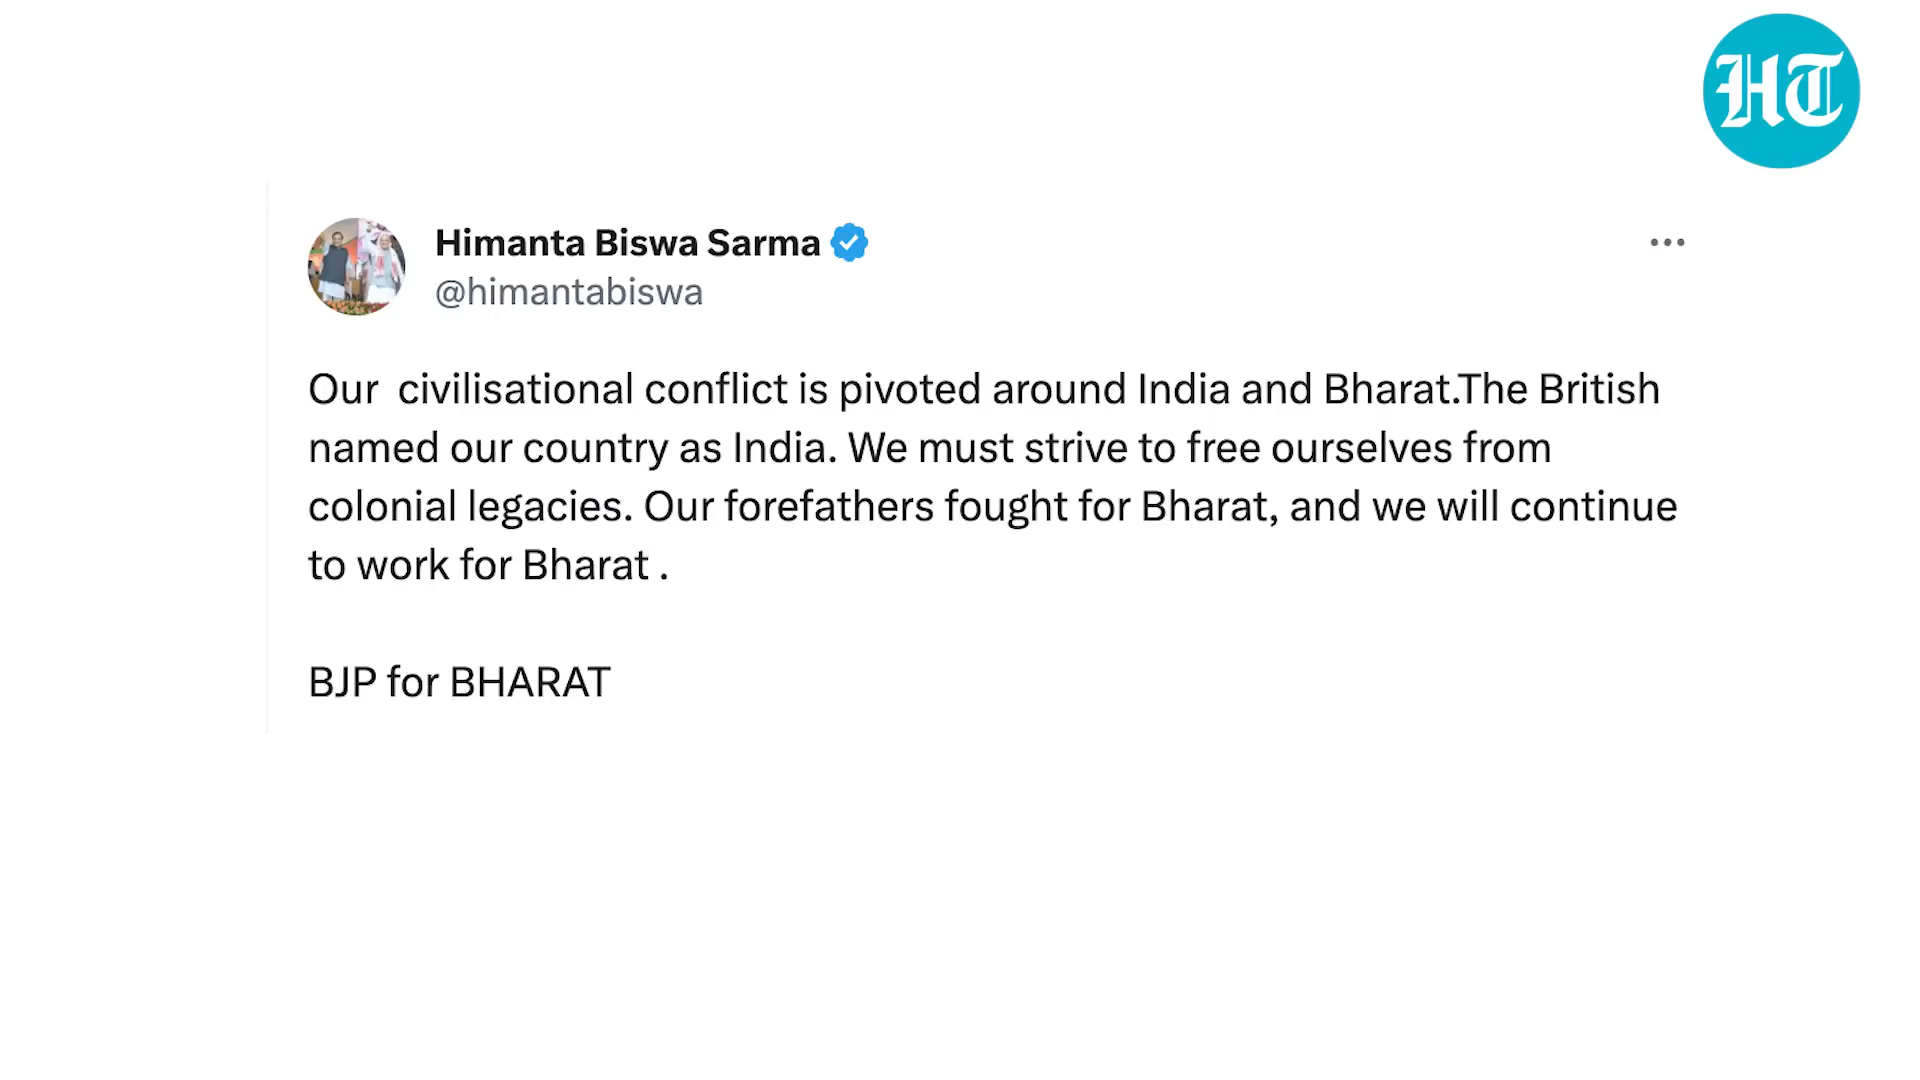 HT
Himanta Biswa Sarma
@himantabiswa
Our  civilisational conflict is pivoted around India and Bharat.The British
named our country as India. We must strive to free ourselves from
colonial legacies. Our forefathers fought for Bharat, and we will continue
to work for Bharat .
BJP for BHARAT